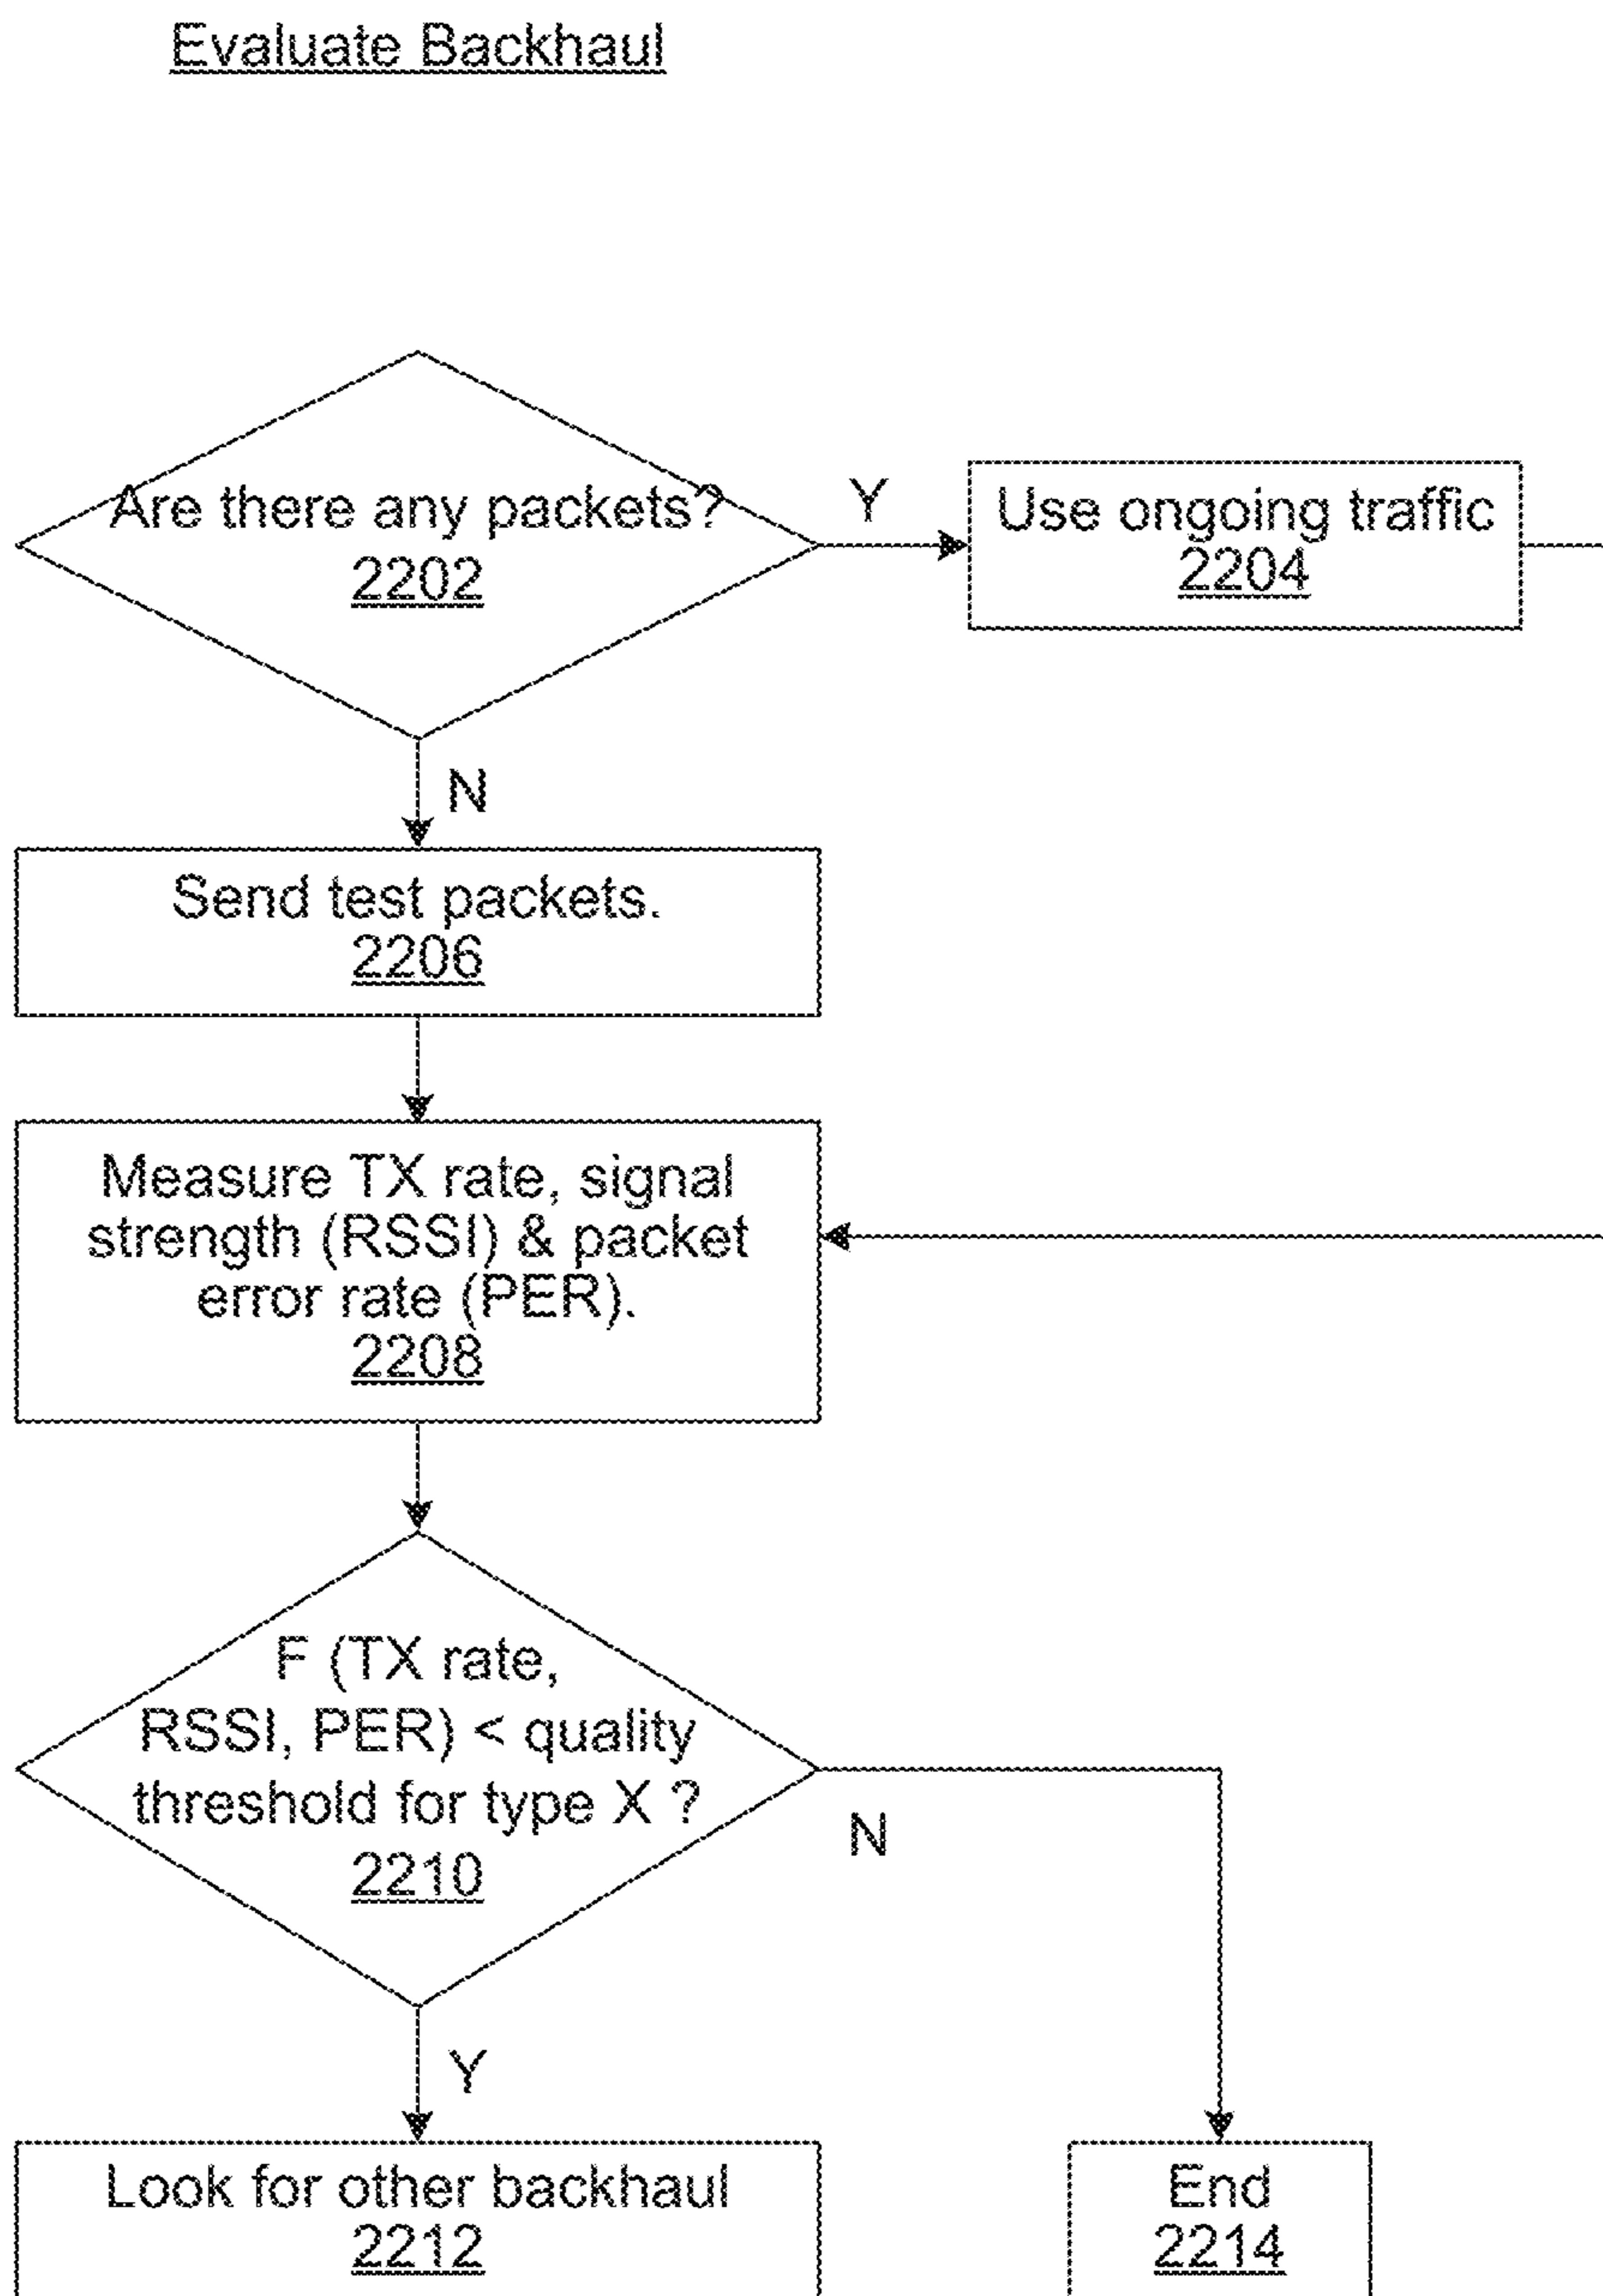 Evaluate Backhaul
Are there any packets?
2202
Y
Use ongoing traffic
2204
N
Send test packets.
2206
Measure TX rate, signal
strength (RSSI) & packet
error rate (PER).
2208
F (TX rate,
RSSI, PER) < quality
threshold for type X ?
2210
N
Y
Look for other backhaul
2212
End
2214